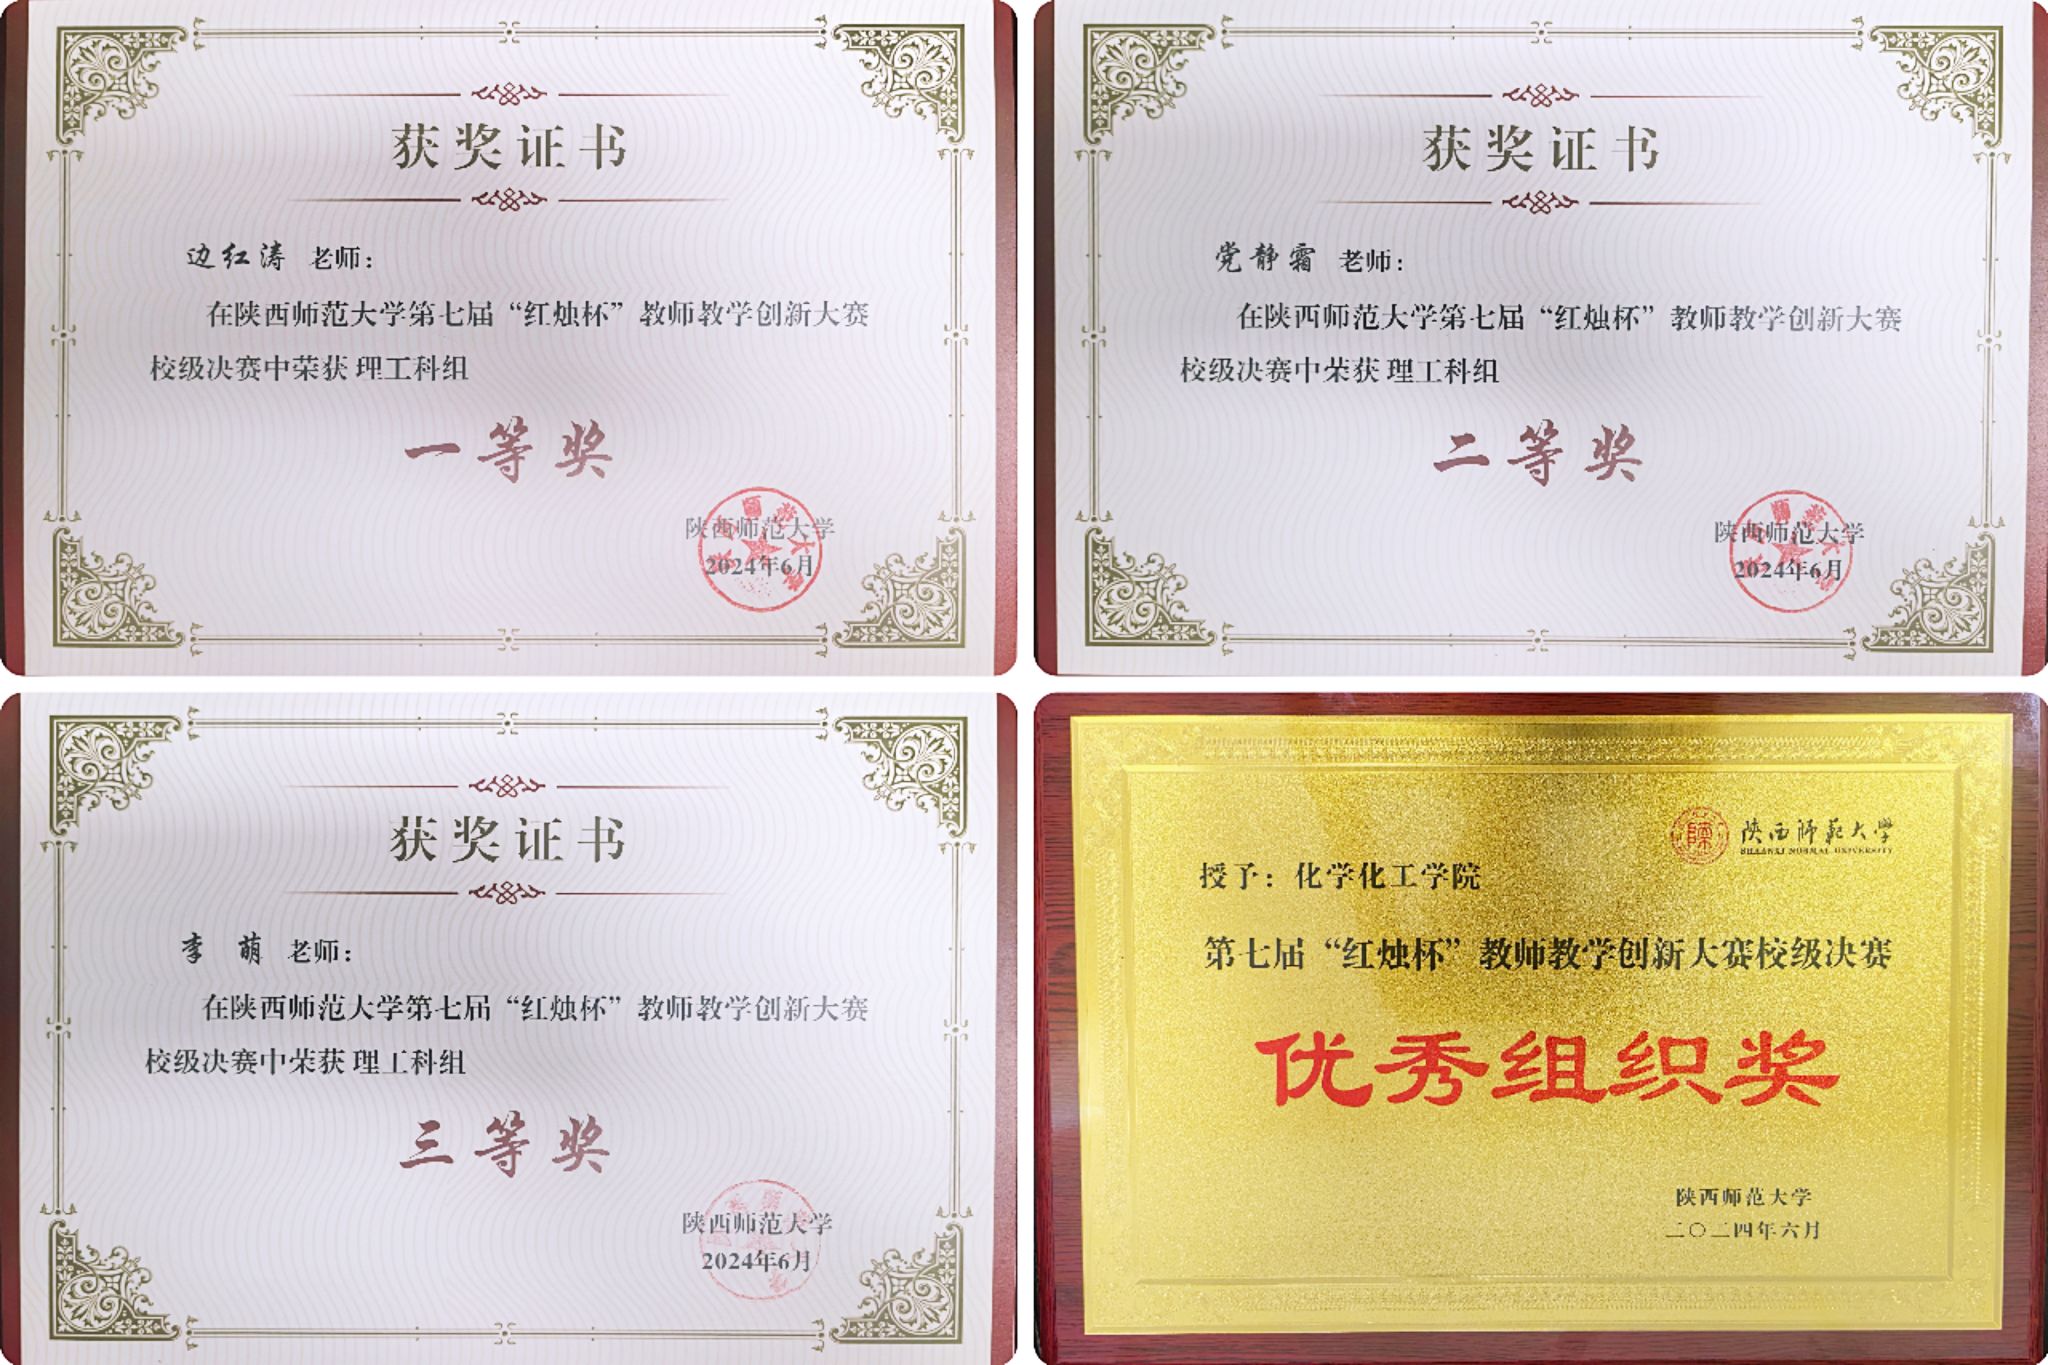 获奖证书
边红涛 老师：
在陕西师范大学第七届“红烛杯”教师教学创新大赛
校级决赛中荣获 理工科组
一等奖
陕西师范大学
2024年6月
获奖证书
党静霜 老师：
在陕西师范大学第七届“红烛杯”教师教学创新大赛
校级决赛中荣获 理工科组
二等奖
陕西师范大学
2024年6月
获奖证书
李 萌 老师：
在陕西师范大学第七届“红烛杯”教师教学创新大赛
校级决赛中荣获 理工科组
三等奖
陕西师范大学
2024年6月
陕西师范大学
SHAANXI NORMAL UNIVERSITY
授予：化学化工学院
第七届“红烛杯”教师教学创新大赛校级决赛
优秀组织奖
陕西师范大学
二〇二四年六月